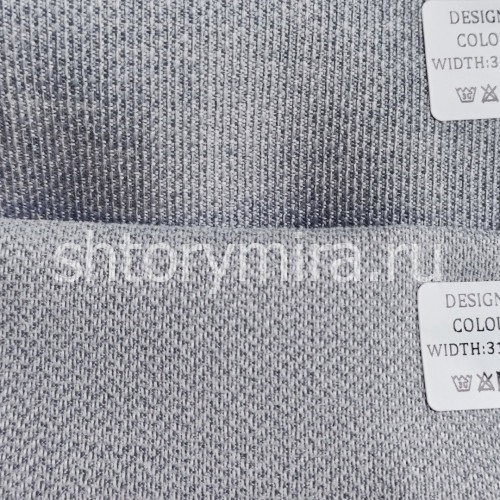 DESIGN
COLOU
WIDTH:3
shtorymira.ru
DESIGN
COLOU
WIDTH:31